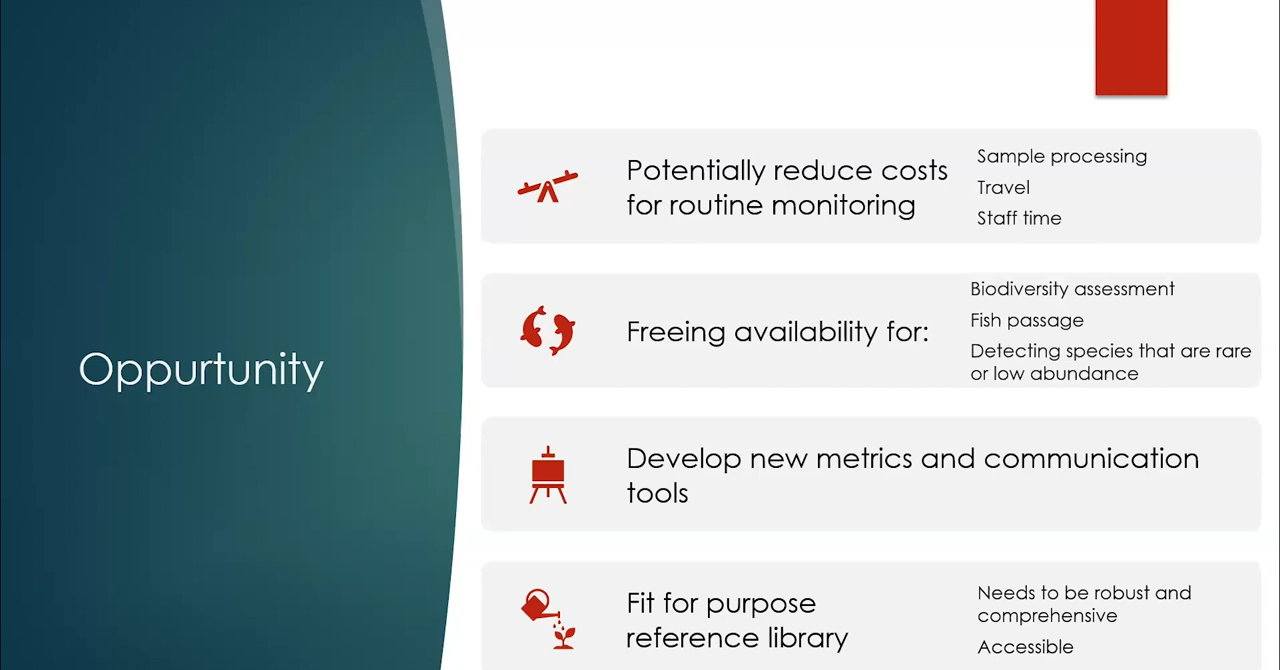 Oppurtunity
Potentially reduce costs
for routine monitoring
Sample processing
Travel
Staff time
Freeing availability for:
Biodiversity assessment
Fish passage
Detecting species that are rare
or low abundance
Develop new metrics and communication
tools
Fit for purpose
reference library
Needs to be robust and
comprehensive
Accessible